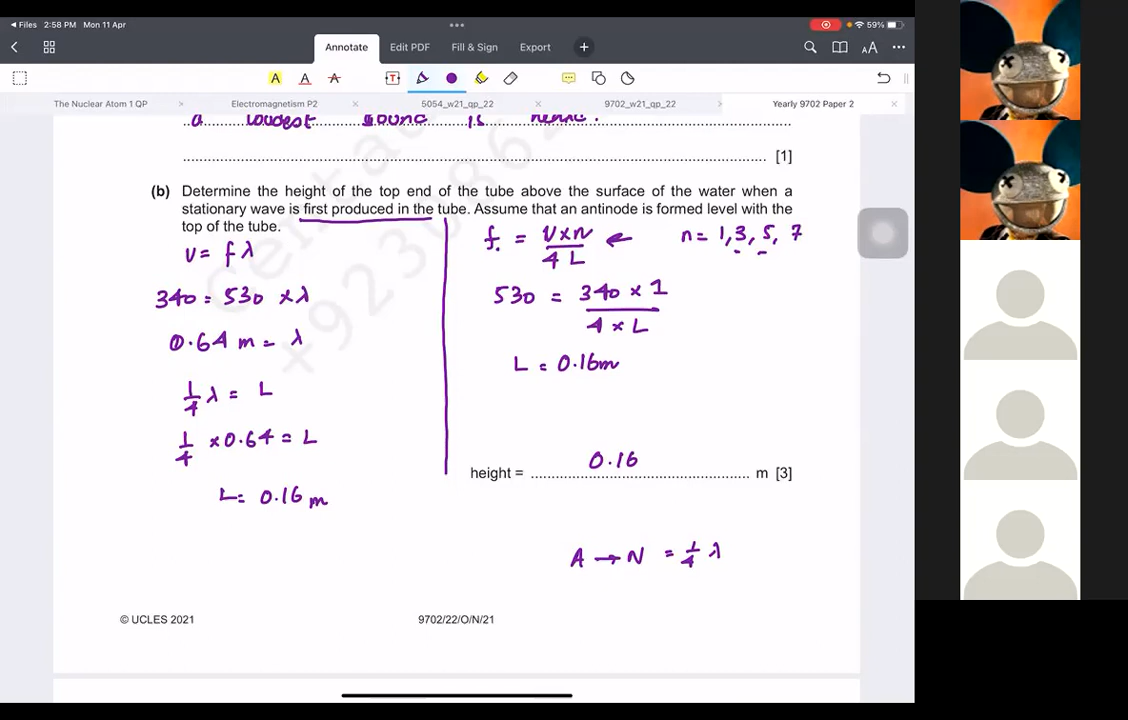 Files 2:58 PM Mon 11 Apr
59%
Annotate Edit PDF Fill & Sign Export
The Nuclear Atom 1 QP Electromagnetism P2 5054_w21_qp_22 9702_w21_qp_22 Yearly 9702 Paper 2
a loudest sound is
[1]
(b) Determine the height of the top end of the tube above the surface of the water when a
stationary wave is first produced in the tube. Assume that an antinode is formed level with the
top of the tube.
v = f λ
340 = 530 × λ
0.64 m = λ
1/4 λ = L
1/4 × 0.64 = L
L = 0.16 m
f = v×n / 4L ← n = 1, 3, 5, 7
530 = 340 × 1 / 4 × L
L = 0.16m
height = 0.16 m [3]
A → N = 1/4 λ
© UCLES 2021 9702/22/O/N/21